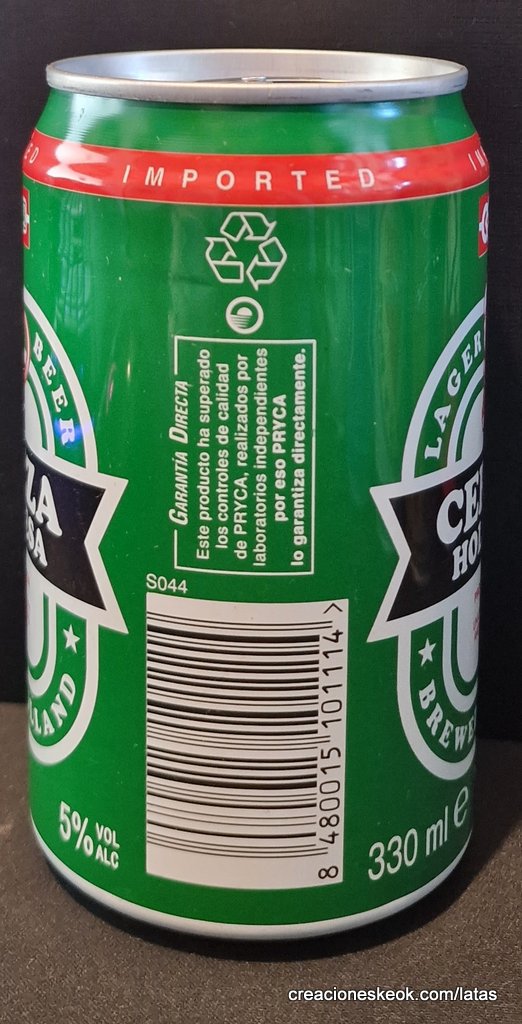 IMPORTED
GARANTÍA DIRECTA
Este producto ha superado
los controles de calidad
de PRYCA, realizados por
laboratorios independientes
por eso PRYCA
lo garantiza directamente.
S044
8 480015 101114 >
BEER
LAGER
5% VOL
ALC
330 ml e
creacioneskeok.com/latas